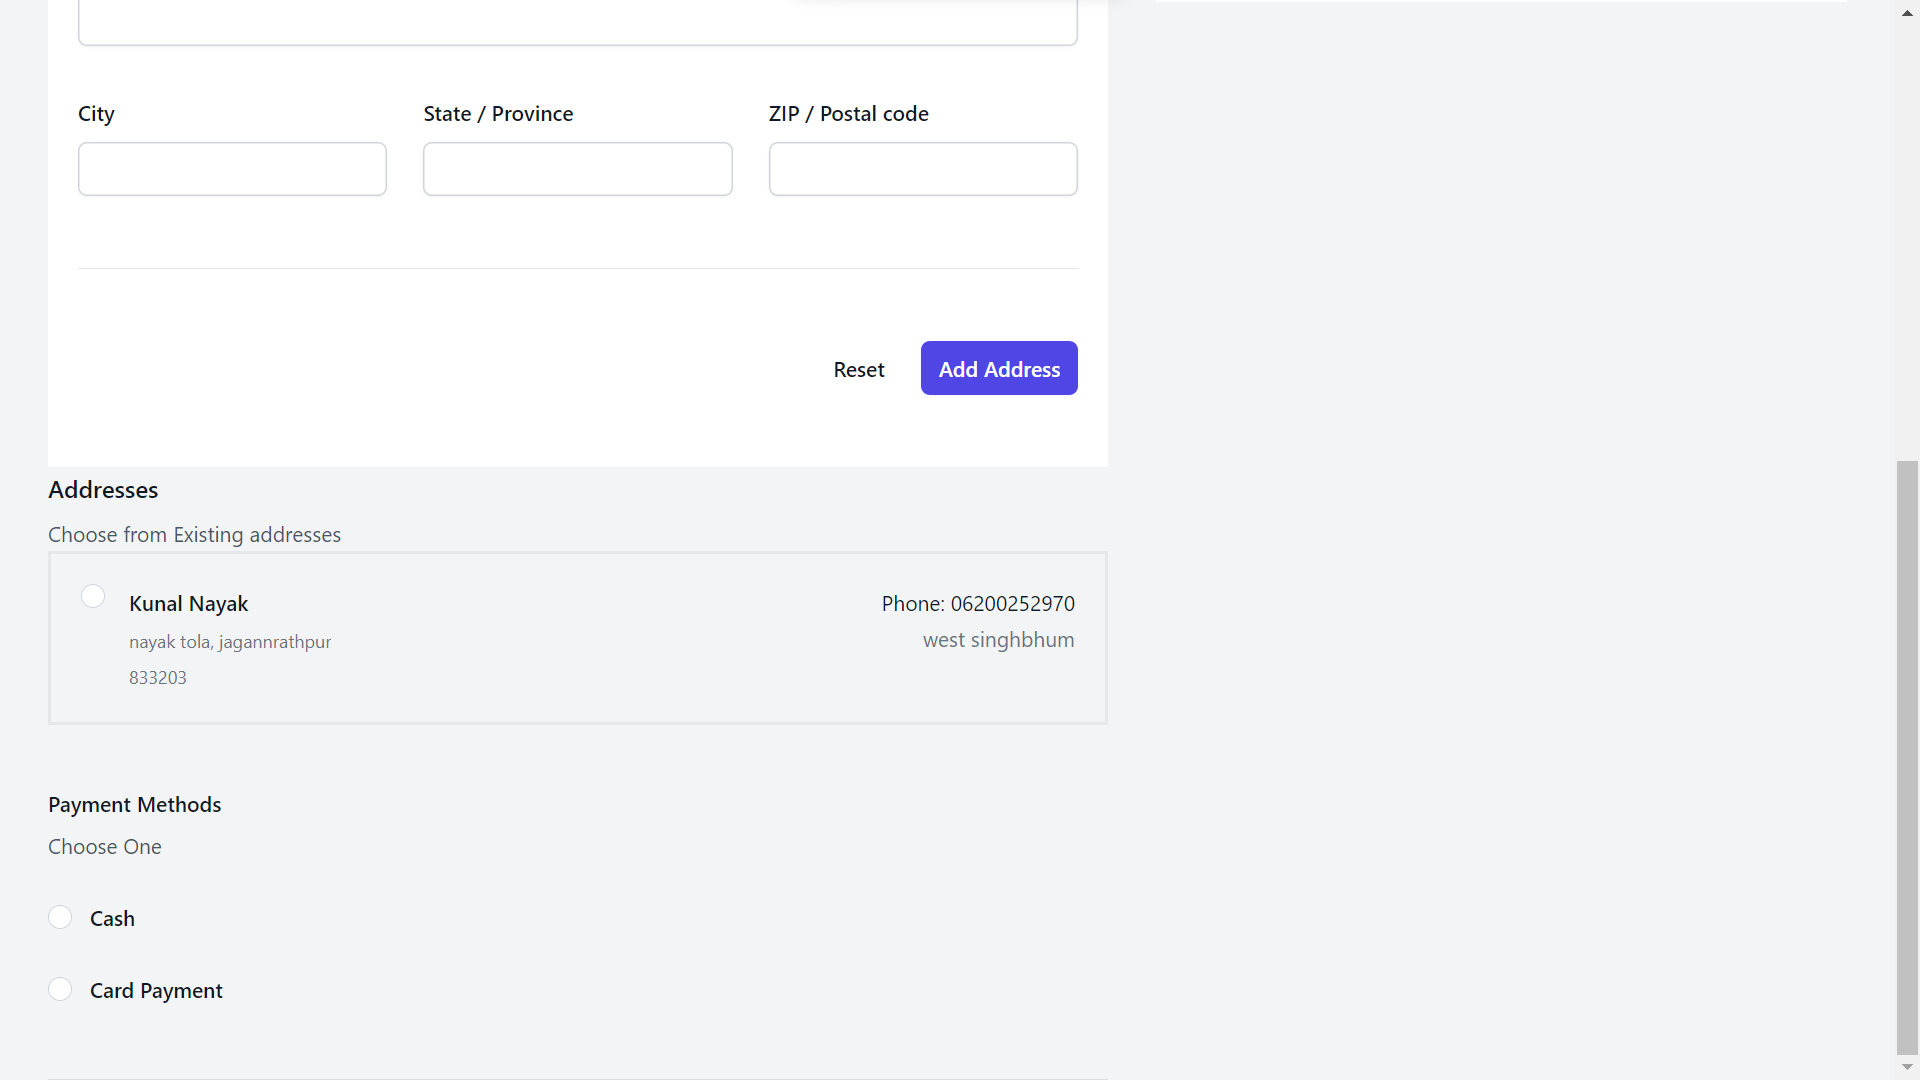 City
State / Province
ZIP / Postal code
Reset
Add Address
Addresses
Choose from Existing addresses
Kunal Nayak
Phone: 06200252970
nayak tola, jagannrathpur
west singhbhum
833203
Payment Methods
Choose One
Cash
Card Payment